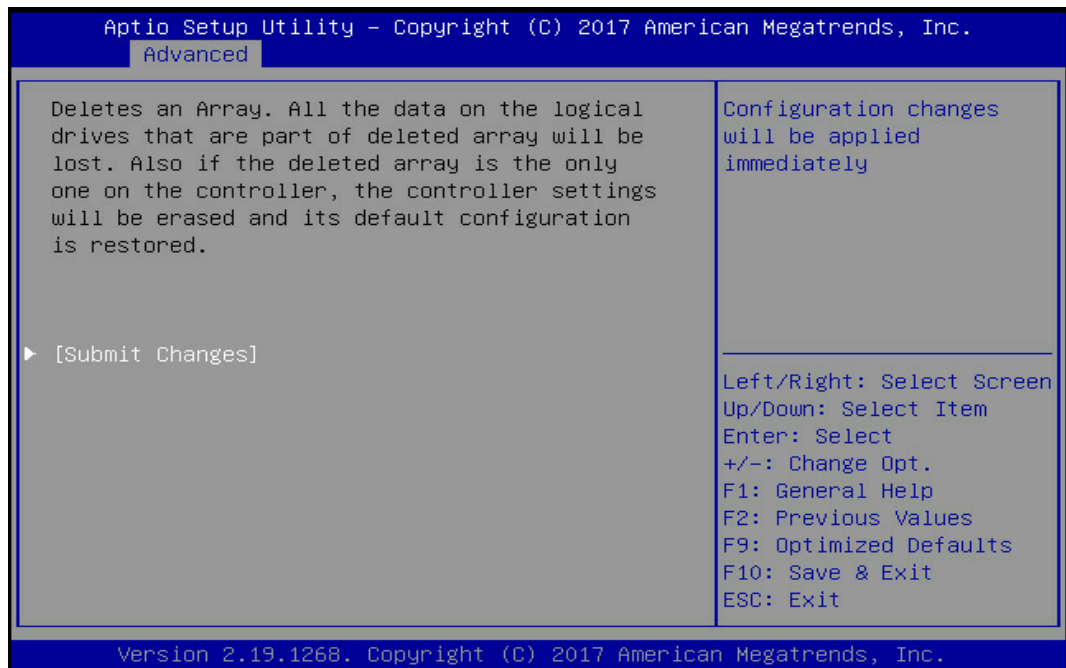 Aptio Setup Utility – Copyright (C) 2017 American Megatrends, Inc.
Advanced
Deletes an Array. All the data on the logical
drives that are part of deleted array will be
lost. Also if the deleted array is the only
one on the controller, the controller settings
will be erased and its default configuration
is restored.
[Submit Changes]
Configuration changes
will be applied
immediately
Left/Right: Select Screen
Up/Down: Select Item
Enter: Select
+/-: Change Opt.
F1: General Help
F2: Previous Values
F9: Optimized Defaults
F10: Save & Exit
ESC: Exit
Version 2.19.1268. Copyright (C) 2017 American Megatrends, Inc.